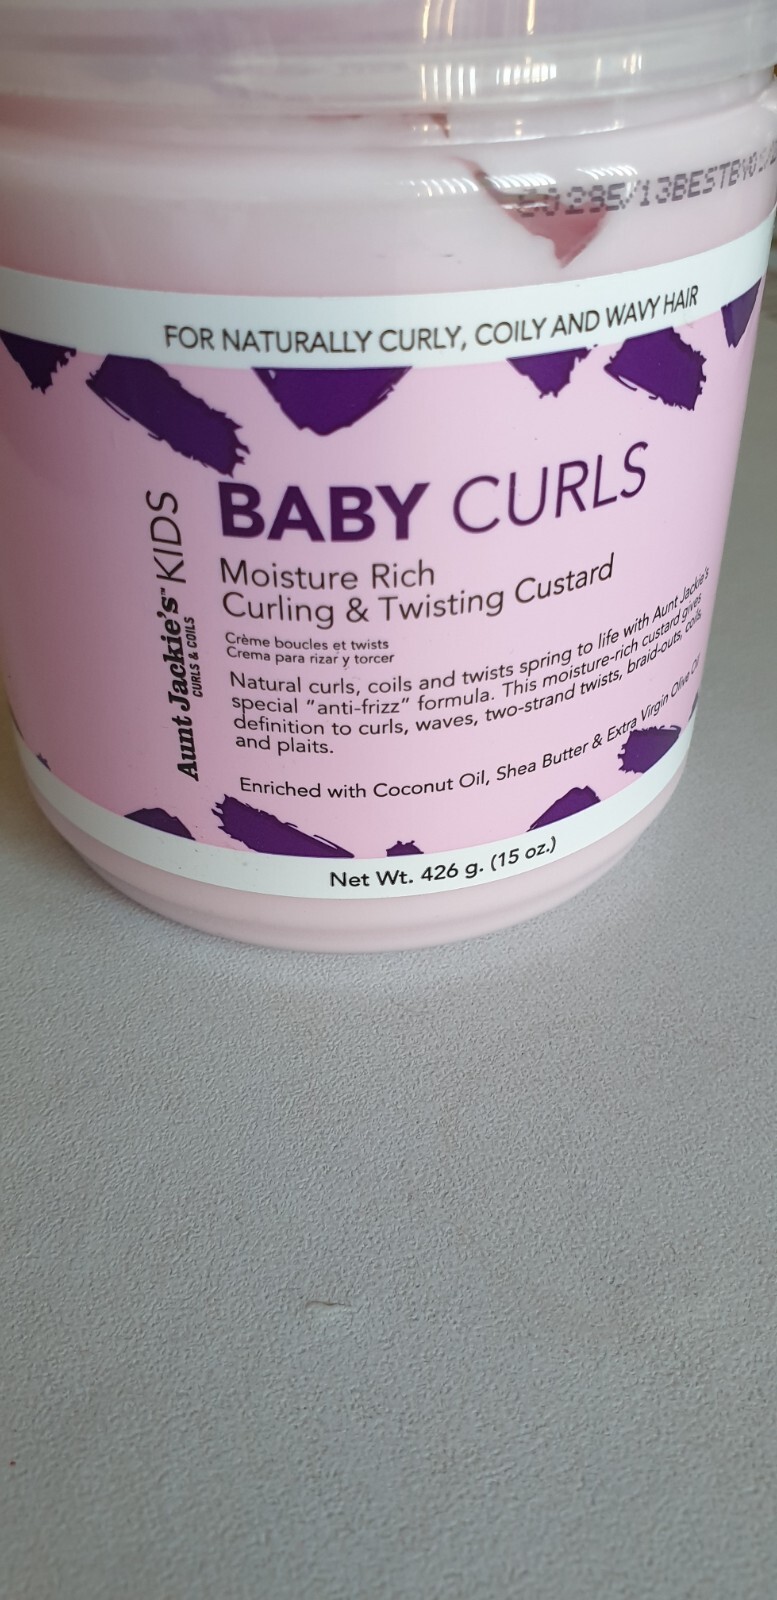 FOR NATURALLY CURLY, COILY AND WAVY HAIR
Aunt Jackie's™ KIDS
CURLS & COILS
BABY CURLS
Moisture Rich
Curling & Twisting Custard
Crème boucles et twists
Crema para rizar y torcer
Natural curls, coils and twists spring to life with Aunt Jackie's
special "anti-frizz" formula. This moisture-rich custard gives
definition to curls, waves, two-strand twists, braid-outs, coils
and plaits.
Enriched with Coconut Oil, Shea Butter & Extra Virgin Olive Oil
Net Wt. 426 g. (15 oz.)